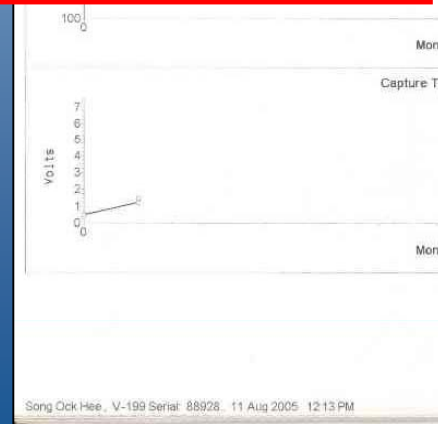 100
0
Mon
Capture T
7
6
5
4
3
2
1
0
Volts
0
Mon
Song Ock Hee, V-199 Serial: 88928, 11 Aug 2005 12:13 PM